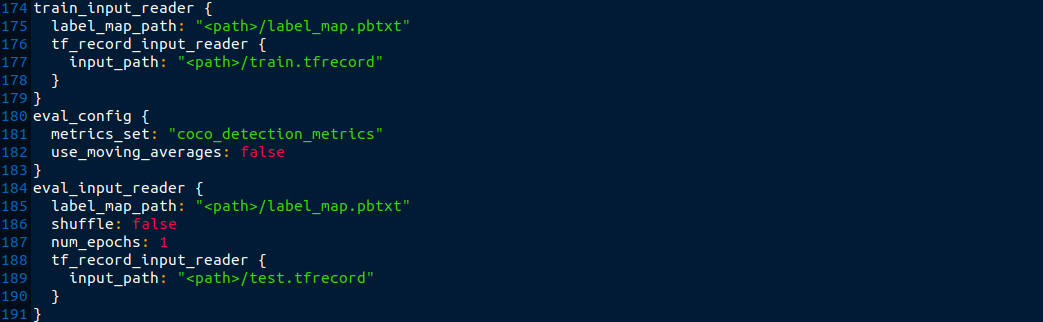 174 train_input_reader {
175   label_map_path: "<path>/label_map.pbtxt"
176   tf_record_input_reader {
177     input_path: "<path>/train.tfrecord"
178   }
179 }
180 eval_config {
181   metrics_set: "coco_detection_metrics"
182   use_moving_averages: false
183 }
184 eval_input_reader {
185   label_map_path: "<path>/label_map.pbtxt"
186   shuffle: false
187   num_epochs: 1
188   tf_record_input_reader {
189     input_path: "<path>/test.tfrecord"
190   }
191 }